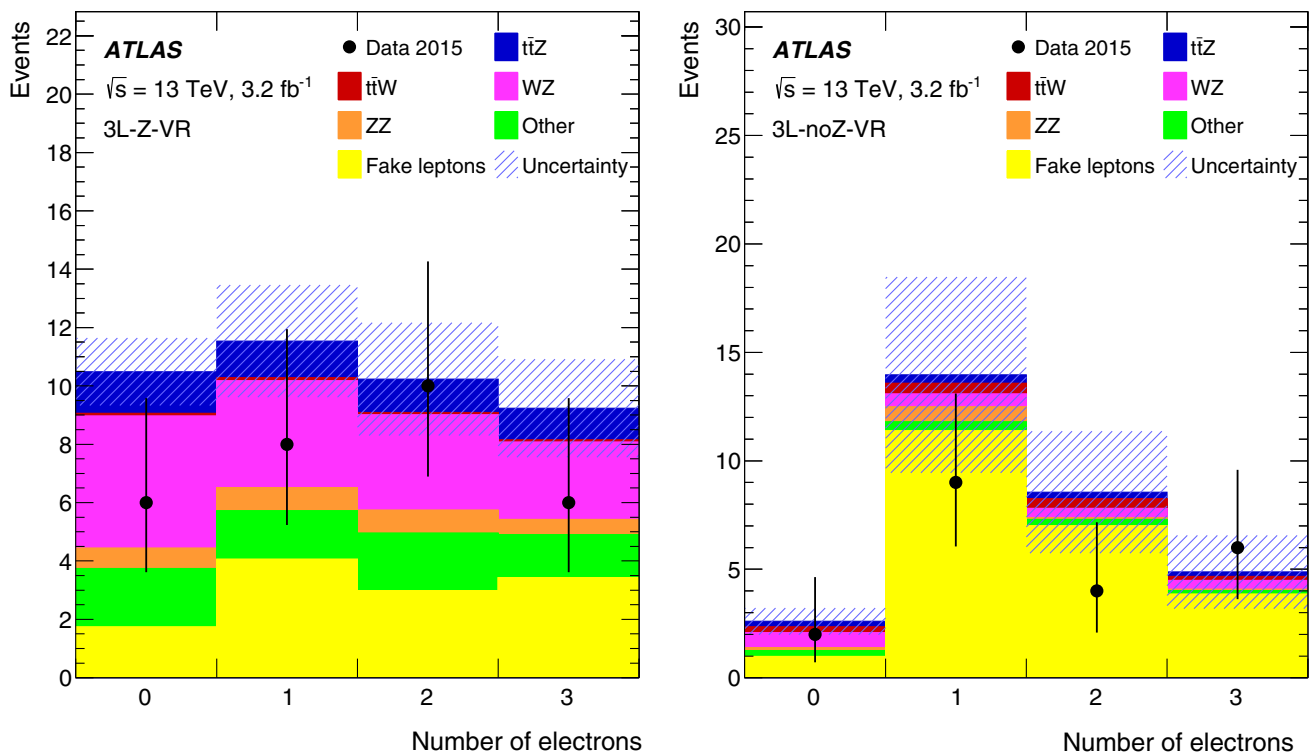 Events
22
20
18
16
14
12
10
8
6
4
2
0
ATLAS
√s = 13 TeV, 3.2 fb⁻¹
3L-Z-VR
Data 2015
tt̄Z
tt̄W
WZ
ZZ
Other
Fake leptons
Uncertainty
0 1 2 3
Number of electrons
Events
30
25
20
15
10
5
0
ATLAS
√s = 13 TeV, 3.2 fb⁻¹
3L-noZ-VR
Data 2015
tt̄Z
tt̄W
WZ
ZZ
Other
Fake leptons
Uncertainty
0 1 2 3
Number of electrons